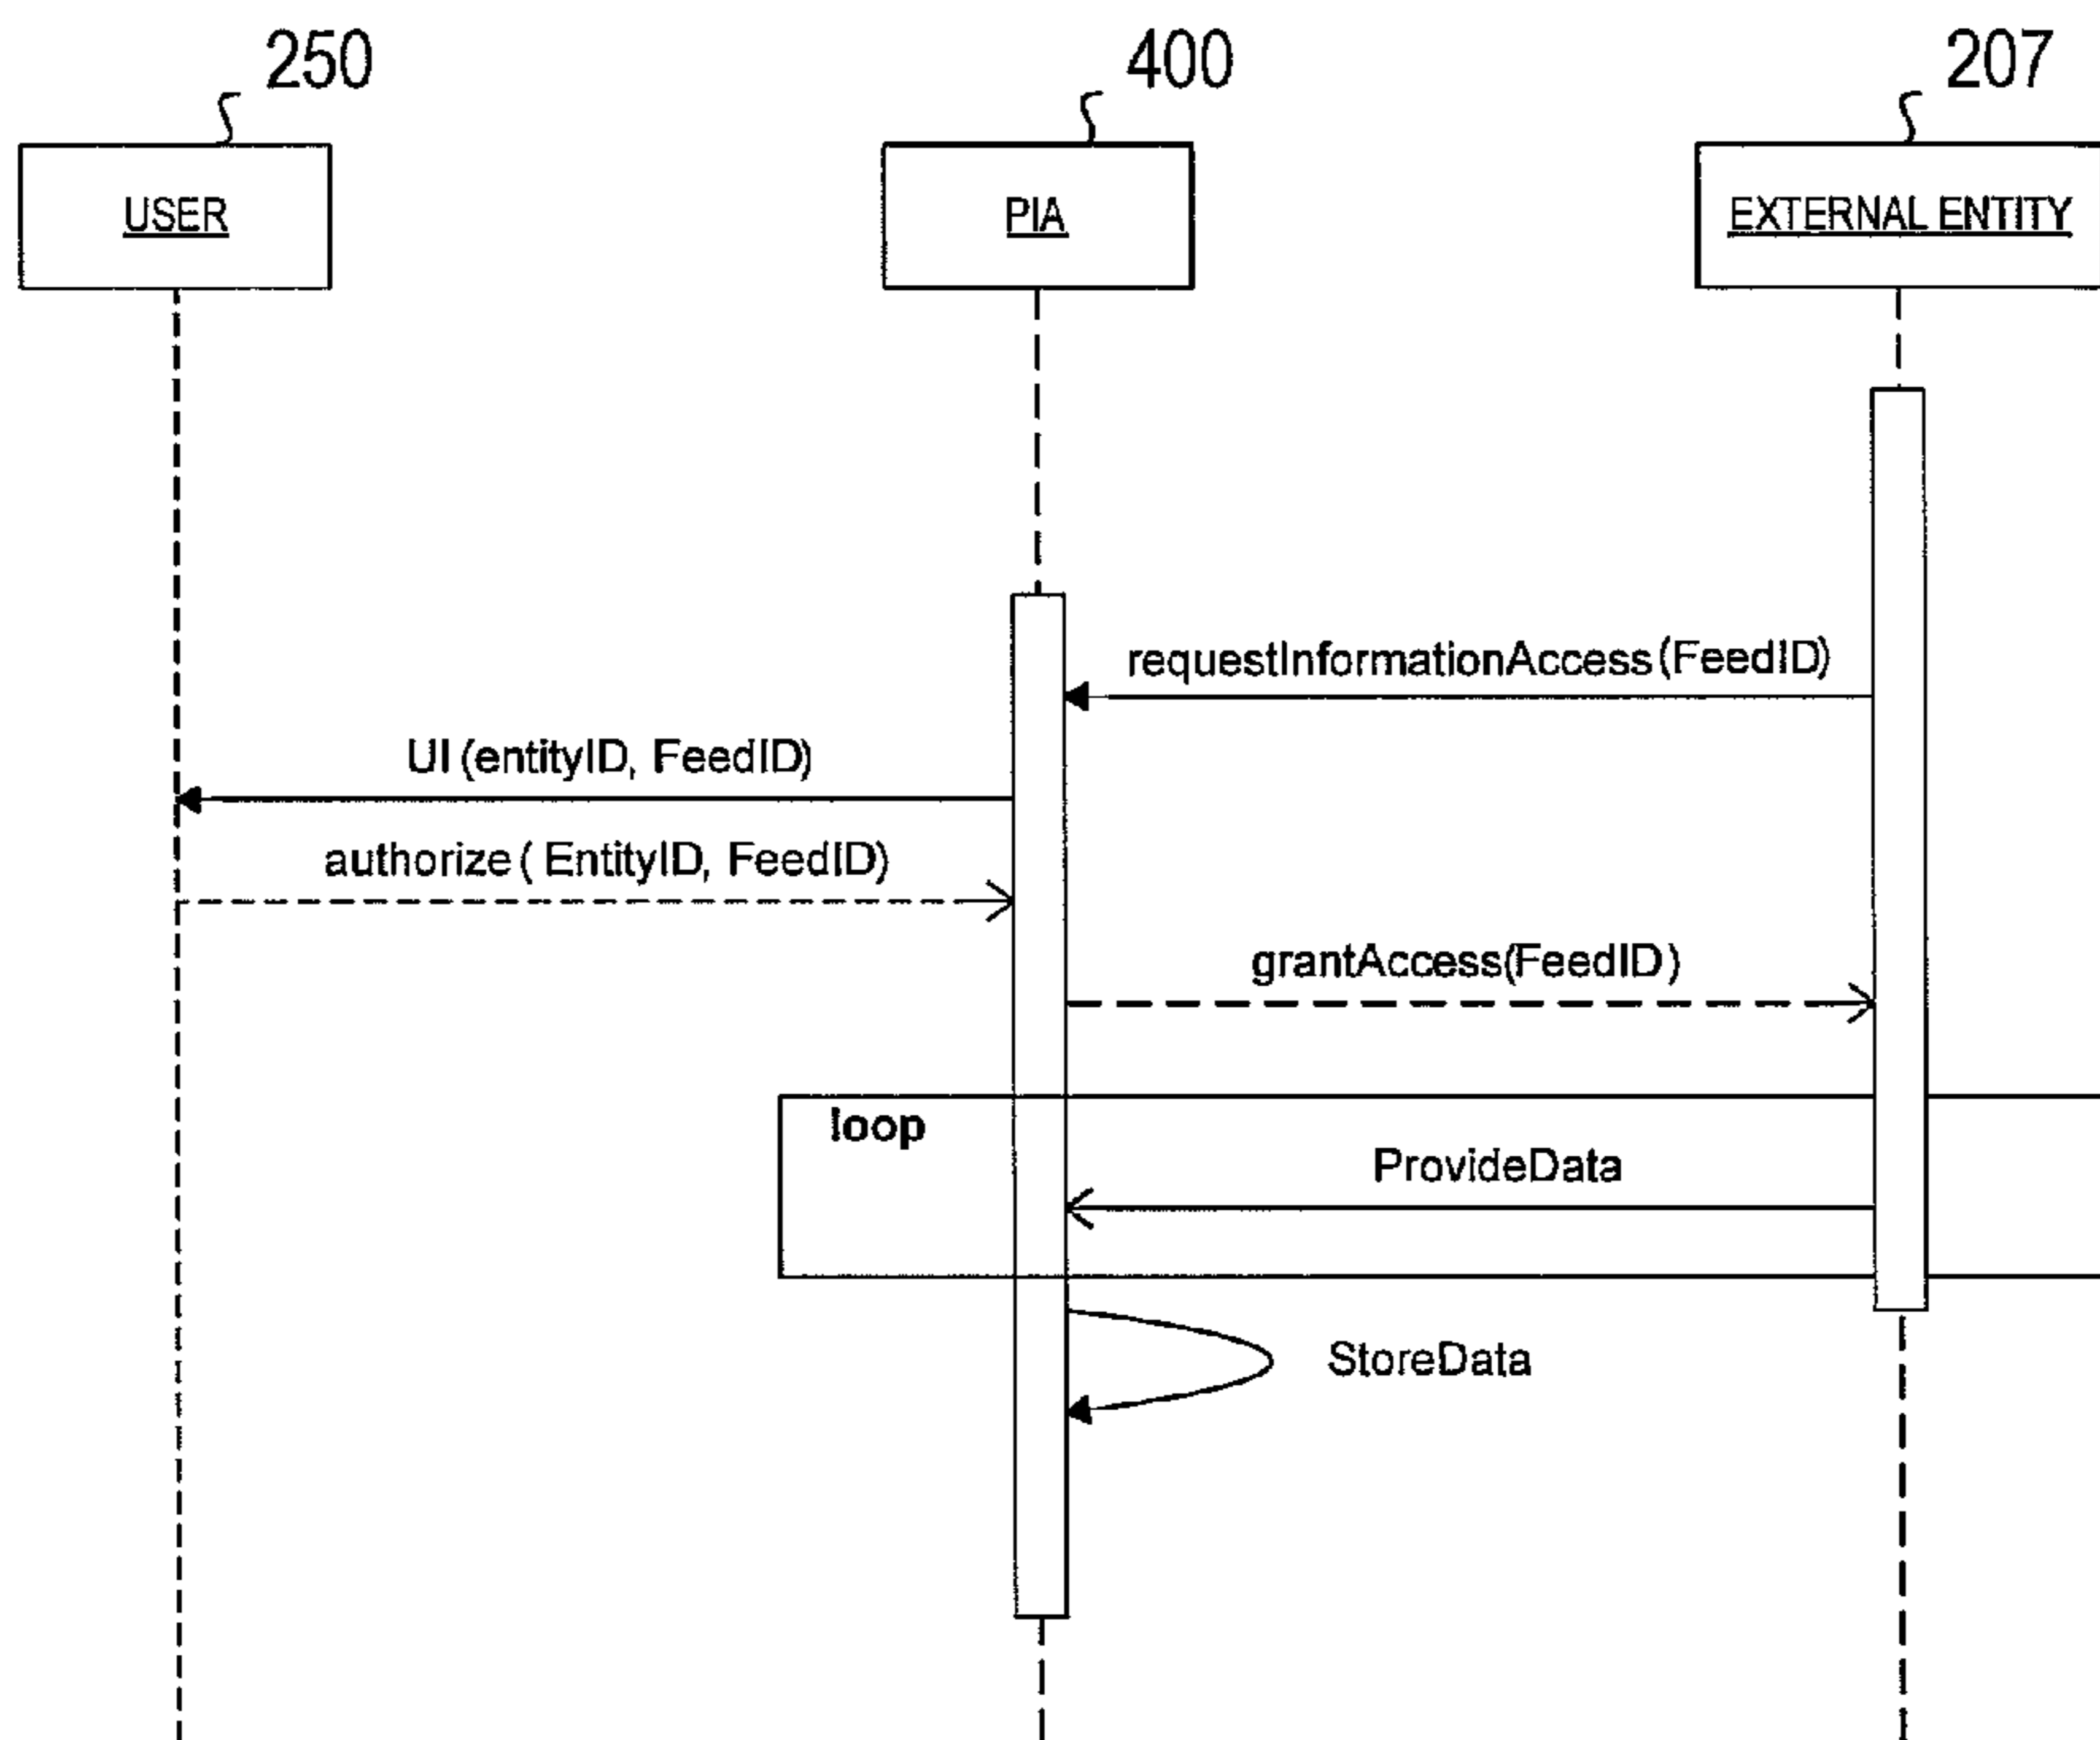 250
400
207
USER
PIA
EXTERNAL ENTITY
requestInformationAccess(FeedID)
UI (entityID, FeedID)
authorize ( EntityID, FeedID)
grantAccess(FeedID)
loop
ProvideData
StoreData